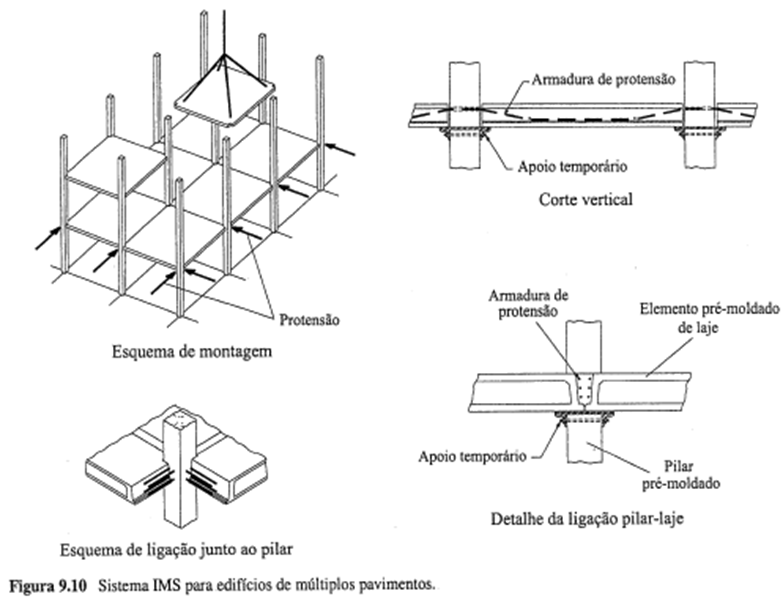 Protensão
Esquema de montagem
Armadura de protensão
Apoio temporário
Corte vertical
Esquema de ligação junto ao pilar
Armadura de
protensão
Elemento pré-moldado
de laje
Apoio temporário
Pilar
pré-moldado
Detalhe da ligação pilar-laje
Figura 9.10 Sistema IMS para edifícios de múltiplos pavimentos.